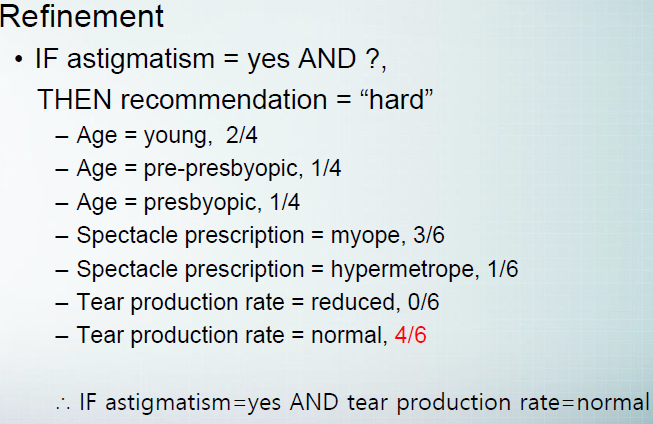 Refinement
• IF astigmatism = yes AND ?,
THEN recommendation = “hard”
– Age = young,  2/4
– Age = pre-presbyopic, 1/4
– Age = presbyopic, 1/4
– Spectacle prescription = myope, 3/6
– Spectacle prescription = hypermetrope, 1/6
– Tear production rate = reduced, 0/6
– Tear production rate = normal, 4/6
∴ IF astigmatism=yes AND tear production rate=normal